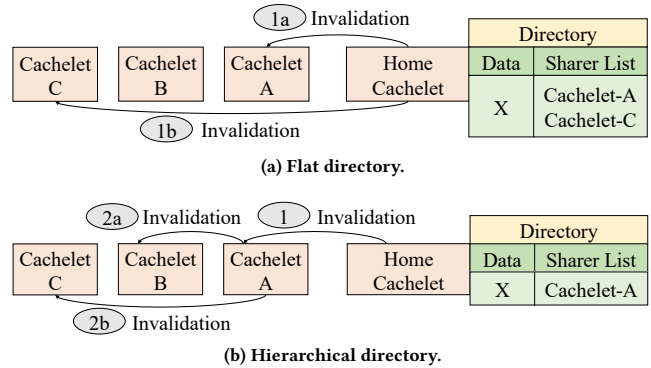 1a Invalidation
Directory
Cachelet C
Cachelet B
Cachelet A
Home Cachelet
Data Sharer List
X Cachelet-A
Cachelet-C
1b Invalidation
(a) Flat directory.
2a Invalidation
1 Invalidation
Directory
Cachelet C
Cachelet B
Cachelet A
Home Cachelet
Data Sharer List
X Cachelet-A
2b Invalidation
(b) Hierarchical directory.